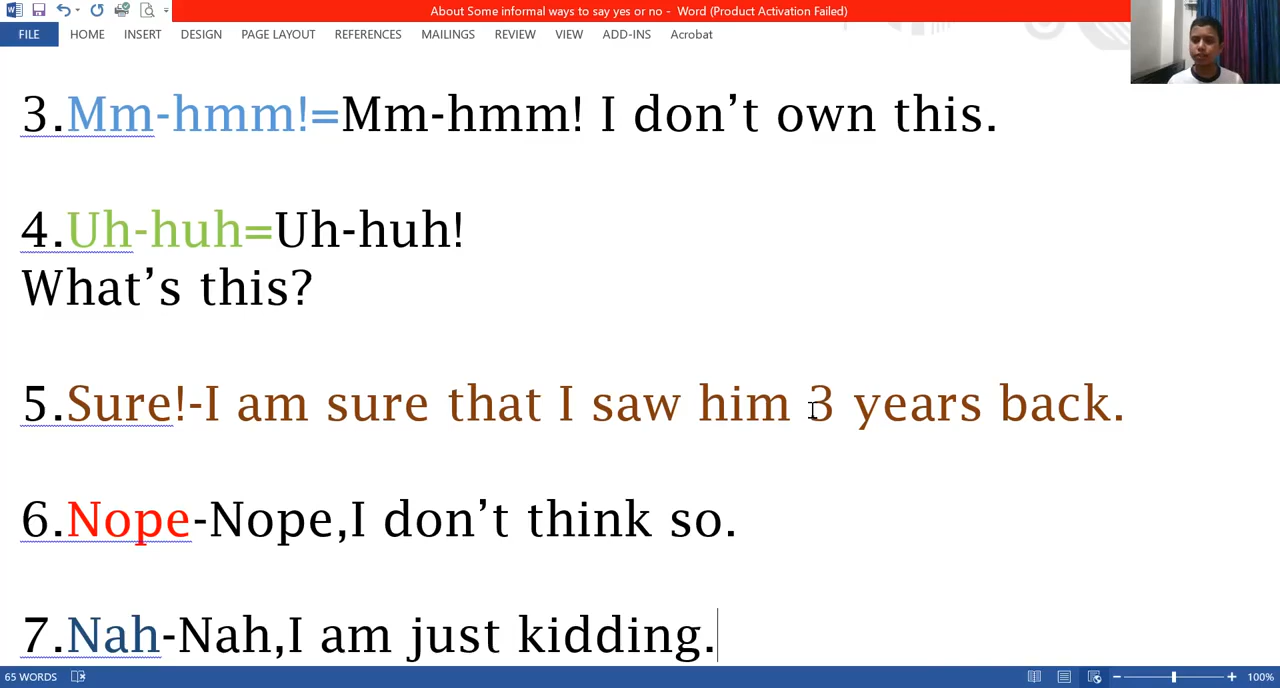 About Some informal ways to say yes or no - Word (Product Activation Failed)
FILE HOME INSERT DESIGN PAGE LAYOUT REFERENCES MAILINGS REVIEW VIEW ADD-INS Acrobat
3.Mm-hmm!=Mm-hmm! I don’t own this.
4.Uh-huh=Uh-huh!
What’s this?
5.Sure!-I am sure that I saw him 3 years back.
6.Nope-Nope,I don’t think so.
7.Nah-Nah,I am just kidding.
65 WORDS 100%